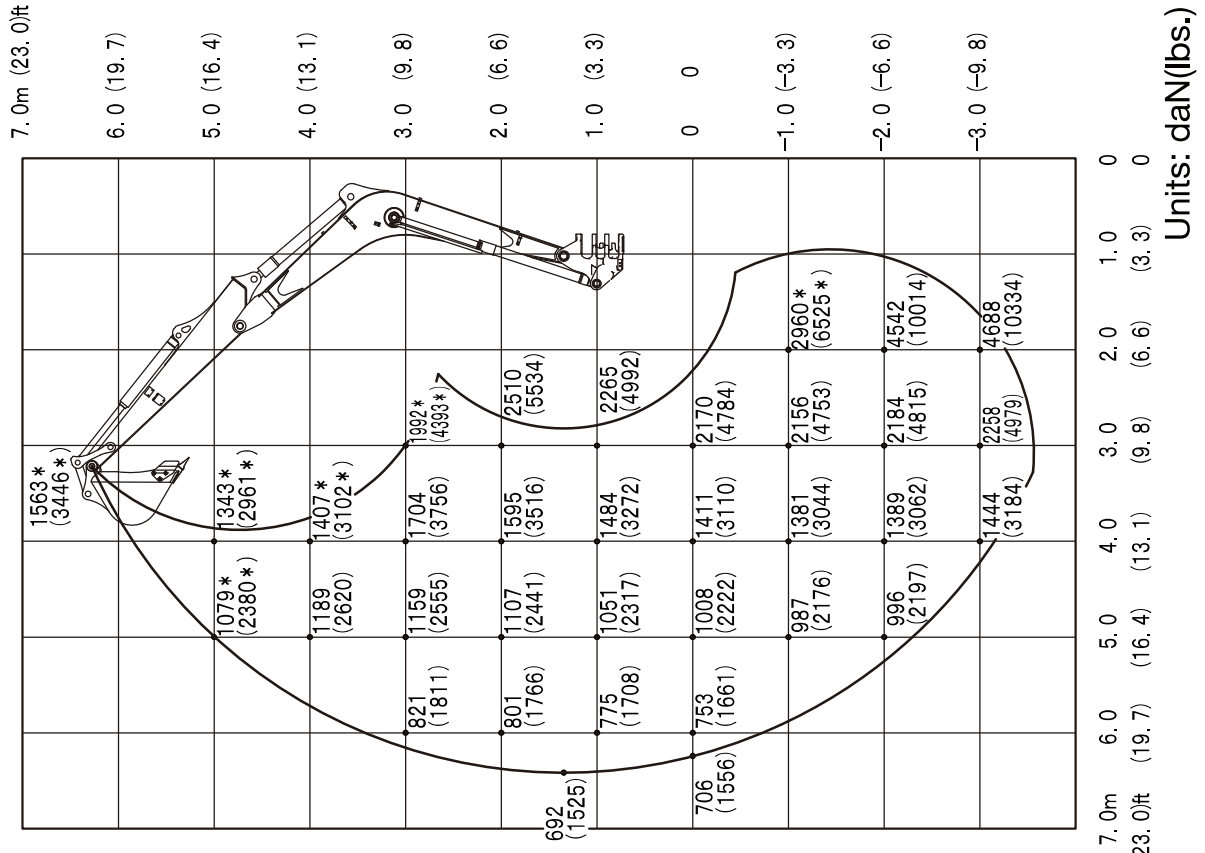 7.0m (23.0)ft
1563*
(3446*)
6.0 (19.7)
5.0 (16.4)
1079* 1343*
(2380*) (2961*)
4.0 (13.1)
1189 1407*
(2620) (3102*)
3.0 (9.8)
821 1159 1704 1992*
(1811) (2555) (3756) (4393*)
2.0 (6.6)
801 1107 1595 2510
(1766) (2441) (3516) (5534)
692
(1525)
1.0 (3.3)
775 1051 1484 2265
(1708) (2317) (3272) (4992)
0 0
753 1008 1411 2170
(1661) (2222) (3110) (4784)
706
(1556)
−1.0 (−3.3)
987 1381 2156 2960*
(2176) (3044) (4753) (6525*)
−2.0 (−6.6)
996 1389 2184 4542
(2197) (3062) (4815) (10014)
−3.0 (−9.8)
1444 2258 4688
(3184) (4979) (10334)
7.0m 6.0 5.0 4.0 3.0 2.0 1.0 0
23.0)ft (19.7) (16.4) (13.1) (9.8) (6.6) (3.3) 0
Units: daN(lbs.)